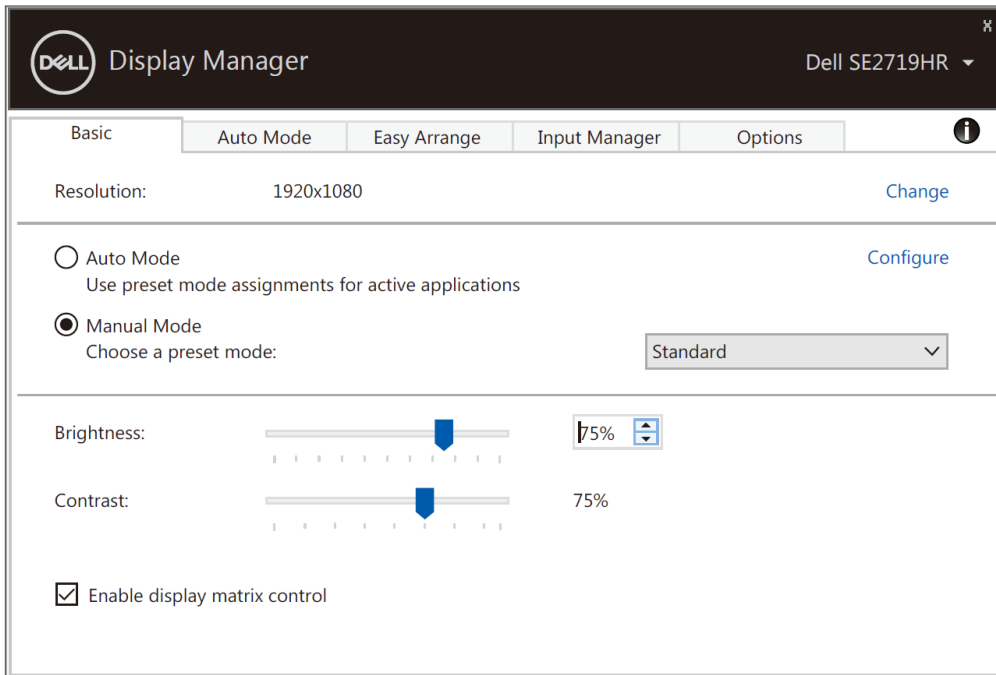 DELL Display Manager
Dell SE2719HR
Basic Auto Mode Easy Arrange Input Manager Options
Resolution: 1920x1080 Change
Auto Mode Configure
Use preset mode assignments for active applications
Manual Mode
Choose a preset mode: Standard
Brightness: 75%
Contrast: 75%
Enable display matrix control